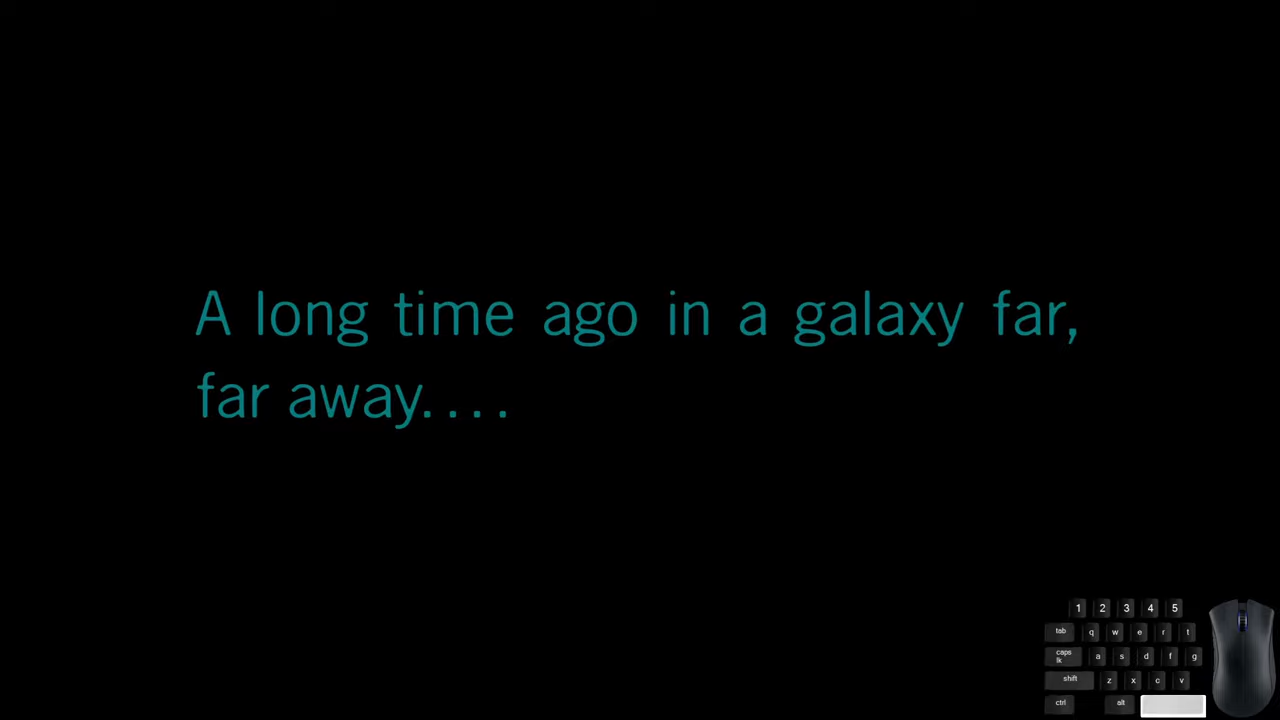 A long time ago in a galaxy far,
far away....
1 2 3 4 5
tab q w e r t
caps lk a s d f g
shift z x c v
ctrl alt